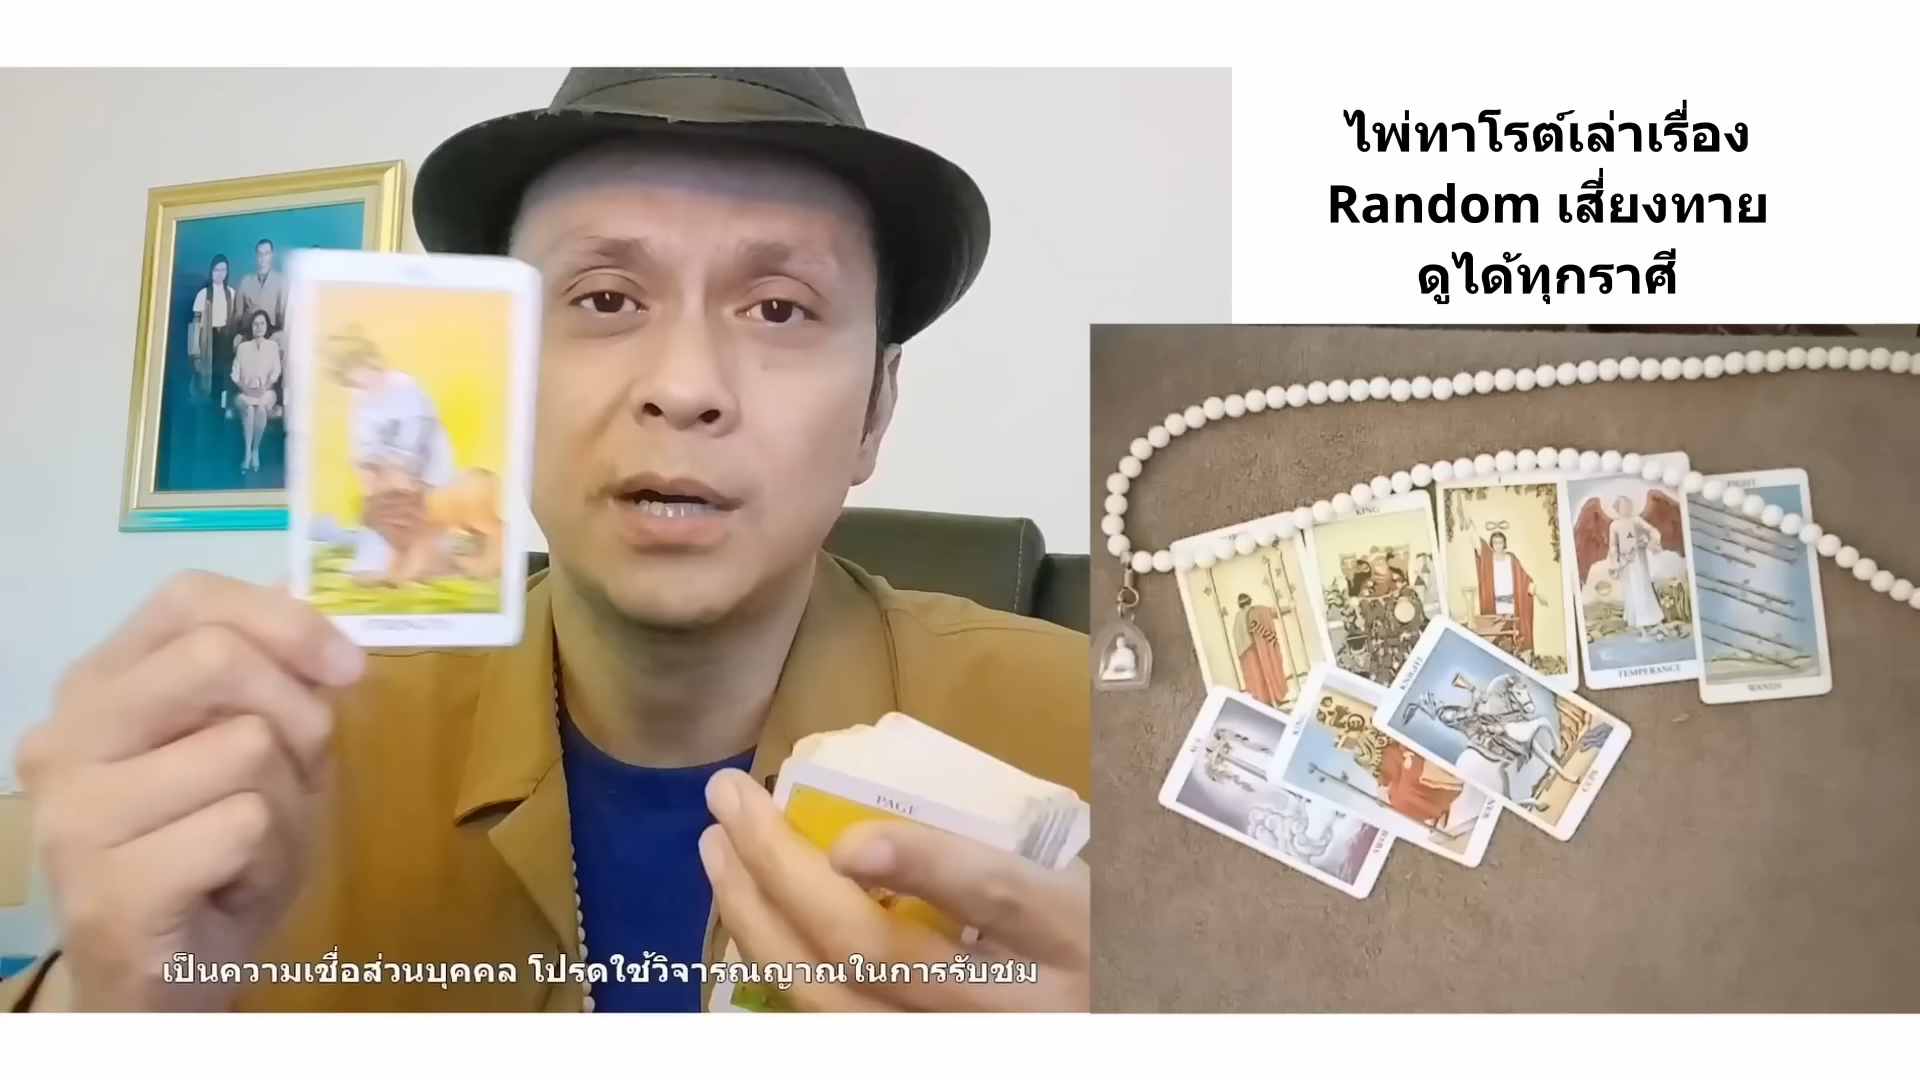 ไพ่ทาโรต์เล่าเรื่อง
Random เสี่ยงทาย
ดูได้ทุกราศี
STRENGTH
PAGE
KING
I
EIGHT
TEMPERANCE
WANDS
KNIGHT
CUPS
ACE
เป็นความเชื่อส่วนบุคคล โปรดใช้วิจารณญาณในการรับชม